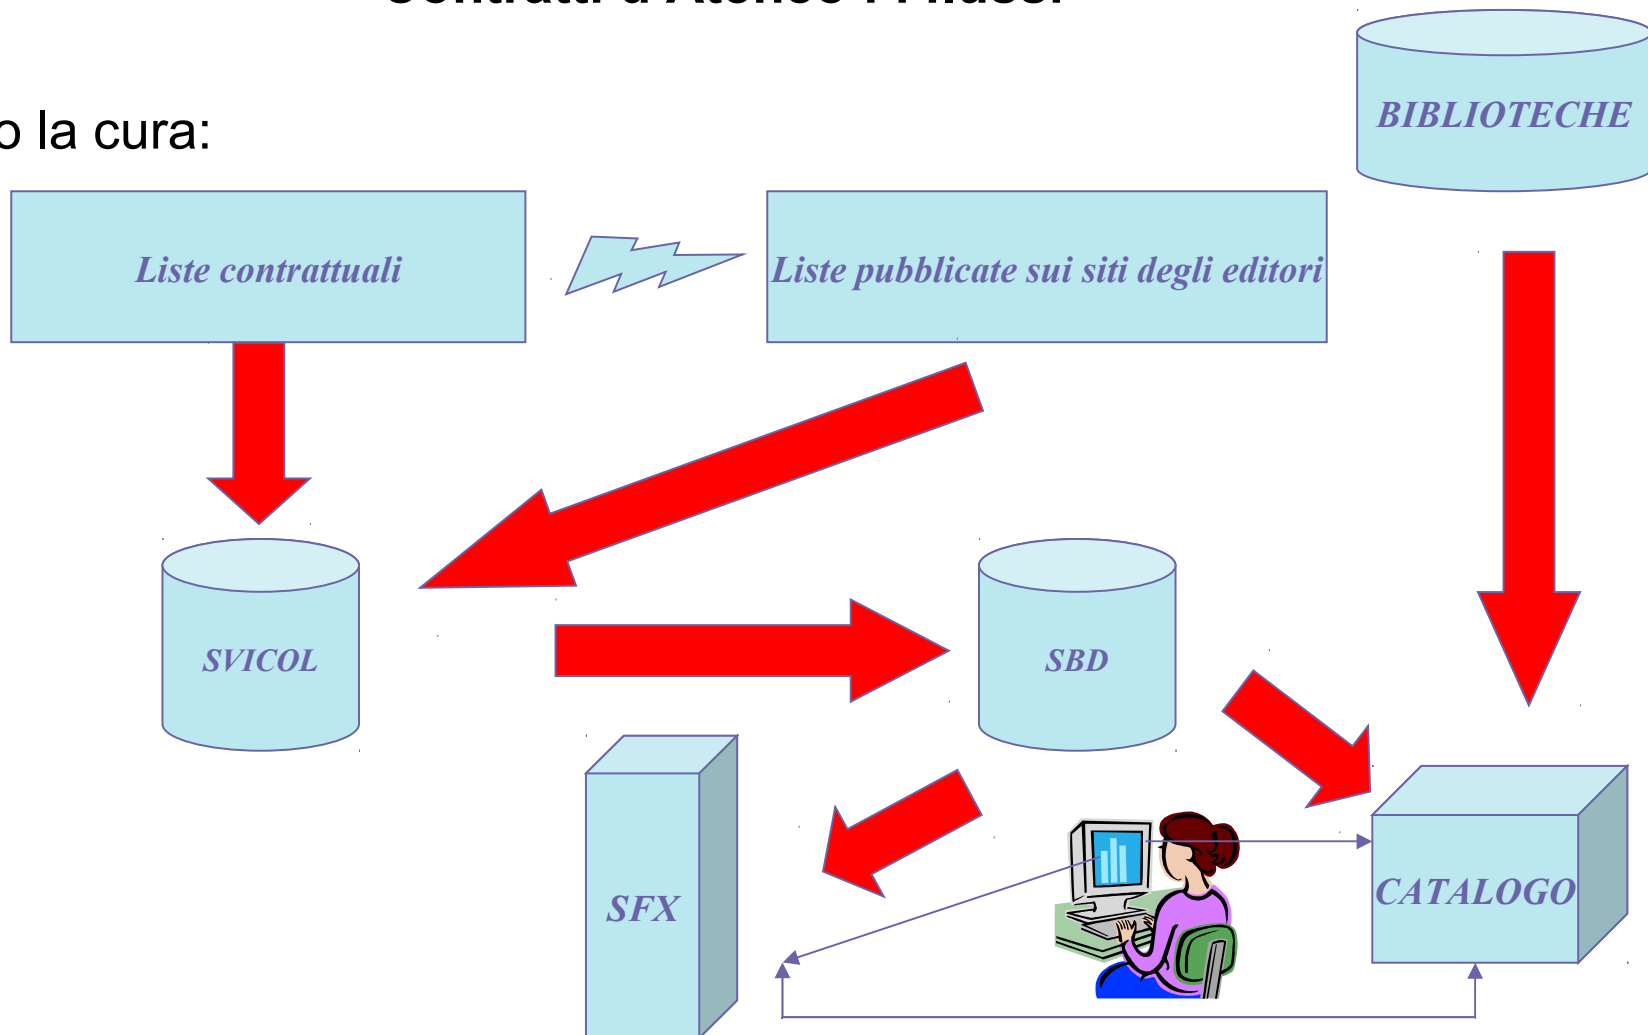 o la cura:
BIBLIOTECHE
Liste contrattuali
Liste pubblicate sui siti degli editori
SVICOL
SBD
SFX
CATALOGO